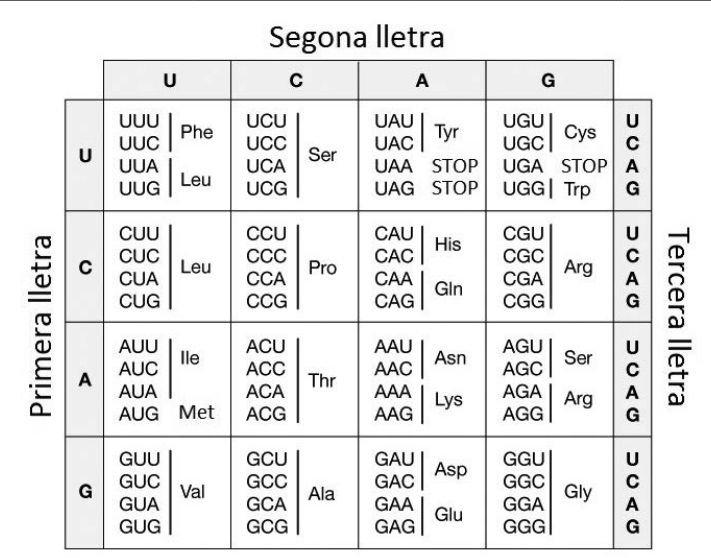 Segona lletra
U C A G
Primera lletra
U
UUU
UUC
UUA
UUG
Phe
Leu
UCU
UCC
UCA
UCG
Ser
UAU
UAC
UAA STOP
UAG STOP
Tyr
UGU
UGC
UGA STOP
UGG Trp
Cys
U
C
A
G
C
CUU
CUC
CUA
CUG
Leu
CCU
CCC
CCA
CCG
Pro
CAU
CAC
CAA
CAG
His
Gln
CGU
CGC
CGA
CGG
Arg
U
C
A
G
A
AUU
AUC
AUA
AUG Met
Ile
ACU
ACC
ACA
ACG
Thr
AAU
AAC
AAA
AAG
Asn
Lys
AGU
AGC
AGA
AGG
Ser
Arg
U
C
A
G
G
GUU
GUC
GUA
GUG
Val
GCU
GCC
GCA
GCG
Ala
GAU
GAC
GAA
GAG
Asp
Glu
GGU
GGC
GGA
GGG
Gly
U
C
A
G
Tercera lletra